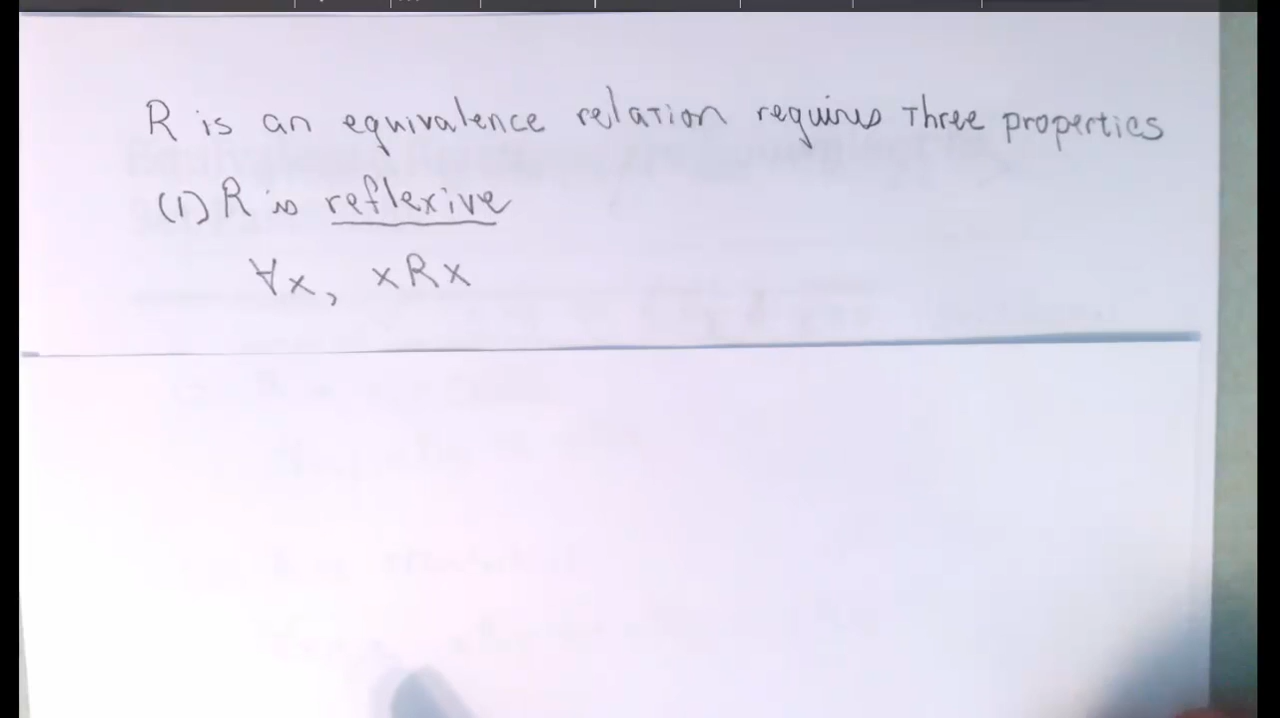 R is an equivalence relation requires three properties
(1) R is reflexive
∀x, xRx